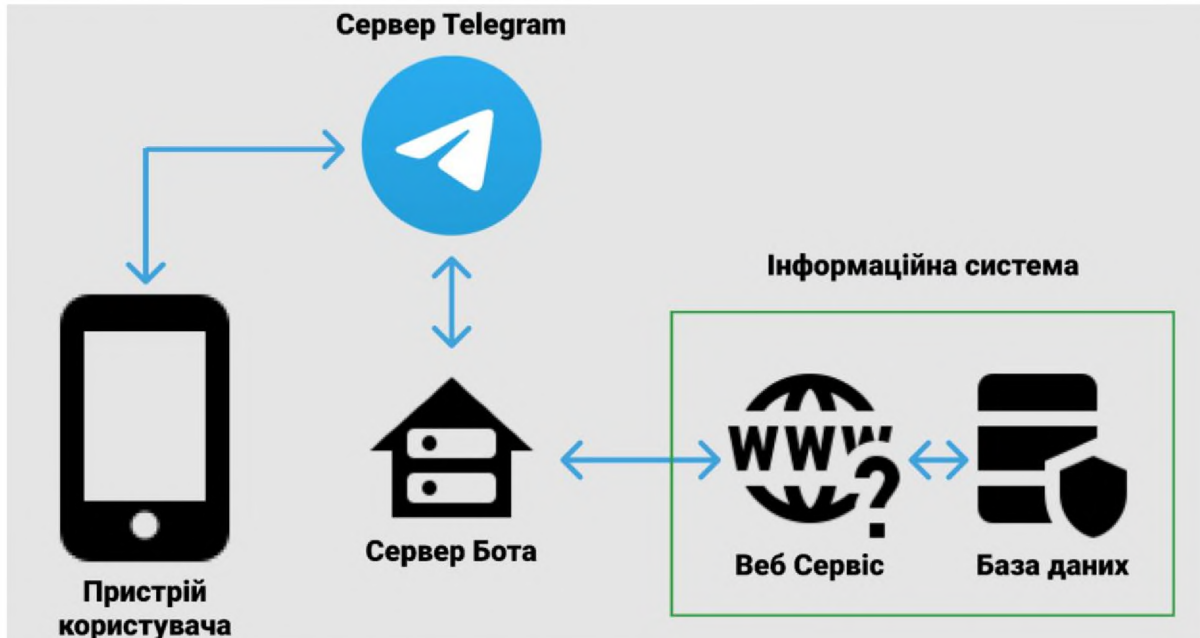 Сервер Telegram
Інформаційна система
WWW
?
Сервер Бота
Веб Сервіс
База даних
Пристрій
користувача